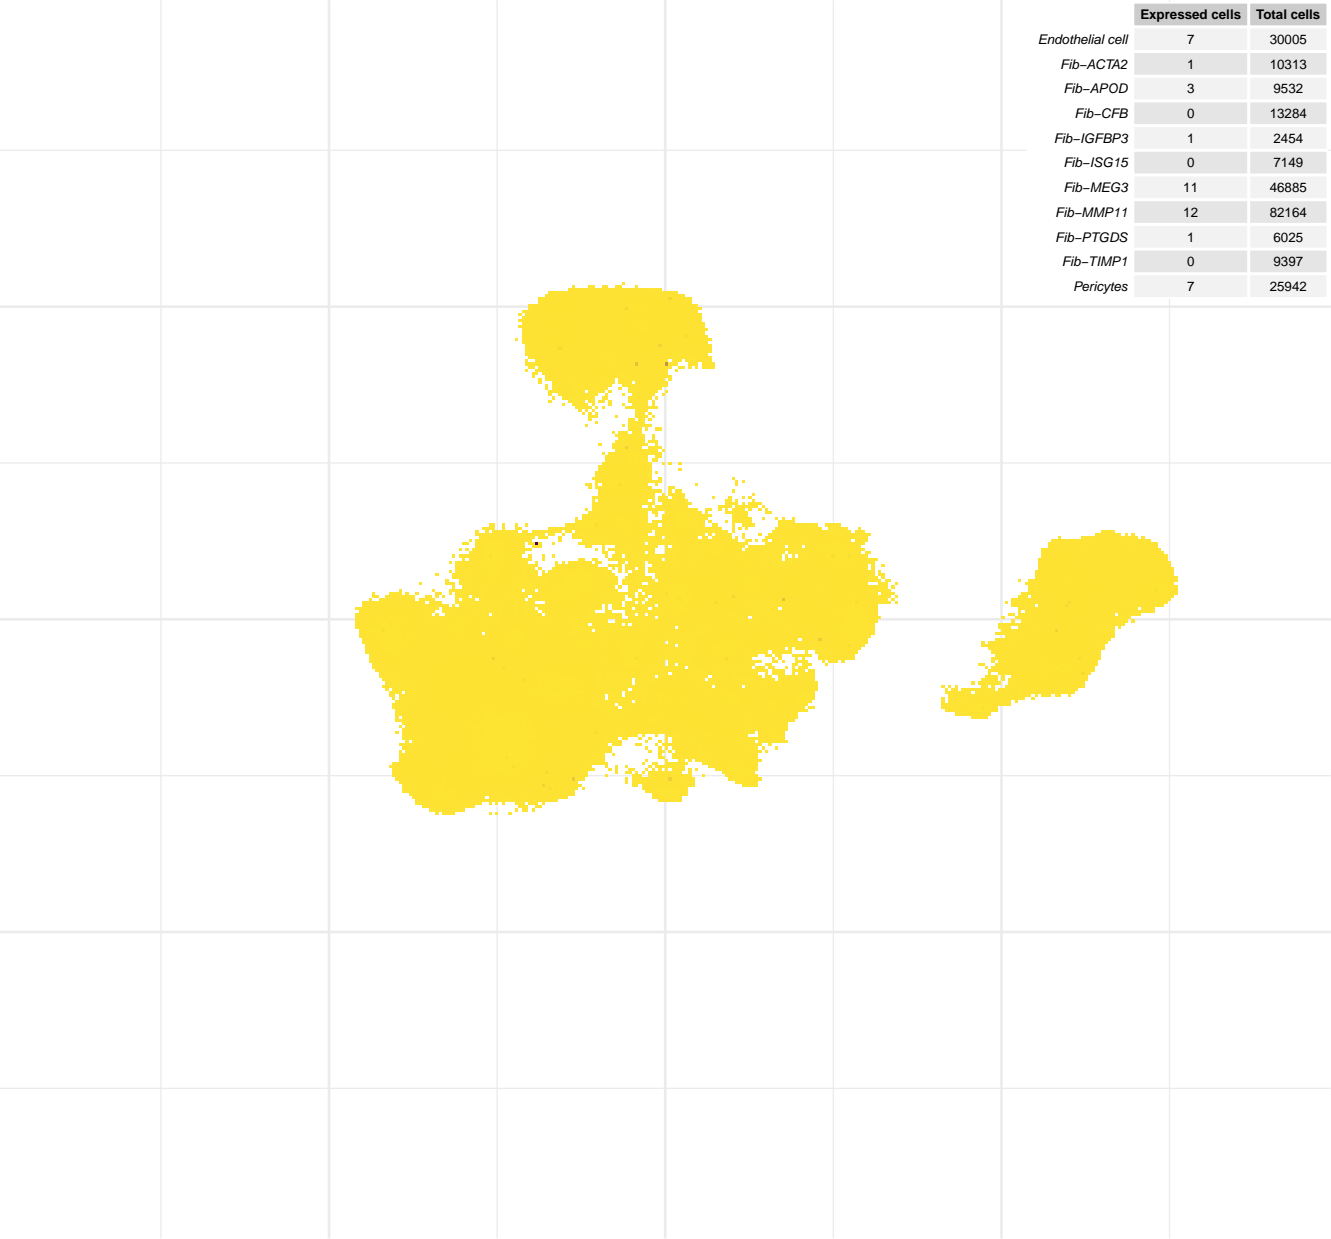 Expressed cells Total cells
Endothelial cell 7 30005
Fib−ACTA2 1 10313
Fib−APOD 3 9532
Fib−CFB 0 13284
Fib−IGFBP3 1 2454
Fib−ISG15 0 7149
Fib−MEG3 11 46885
Fib−MMP11 12 82164
Fib−PTGDS 1 6025
Fib−TIMP1 0 9397
Pericytes 7 25942